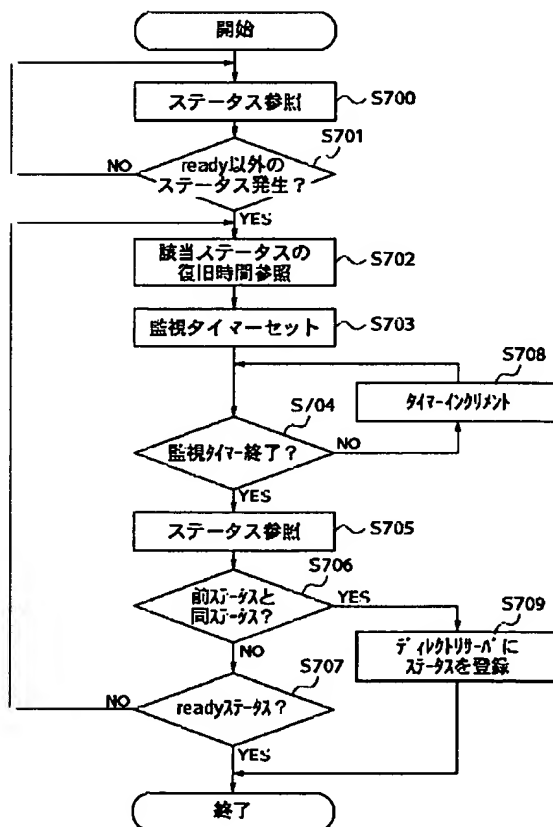 開始
ステータス参照
S700
S701
ready以外の
ステータス発生？
NO
YES
該当ステータスの
復旧時間参照
S702
監視タイマーセット
S703
S708
タイマーインクリメント
S704
監視タイマー終了？
NO
YES
ステータス参照
S705
S706
前ステータスと
同ステータス？
YES
NO
S709
ディレクトリサーバに
ステータスを登録
S707
readyステータス？
NO
YES
終了